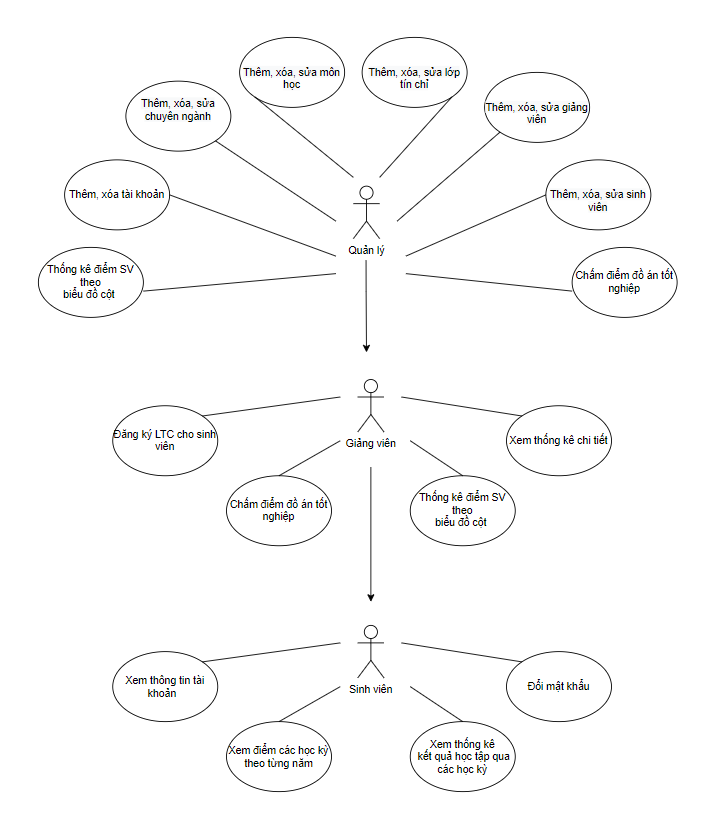 Thêm, xóa, sửa môn
học
Thêm, xóa, sửa lớp
tín chỉ
Thêm, xóa, sửa
chuyên ngành
Thêm, xóa, sửa giảng
viên
Thêm, xóa tài khoản
Thêm, xóa, sửa sinh
viên
Quản lý
Thống kê điểm SV
theo
biểu đồ cột
Chấm điểm đồ án tốt
nghiệp
Đăng ký LTC cho sinh
viên
Giảng viên
Xem thống kê chi tiết
Chấm điểm đồ án tốt
nghiệp
Thống kê điểm SV
theo
biểu đồ cột
Xem thông tin tài
khoản
Sinh viên
Đổi mật khẩu
Xem điểm các học kỳ
theo từng năm
Xem thống kê
kết quả học tập qua
các học kỳ